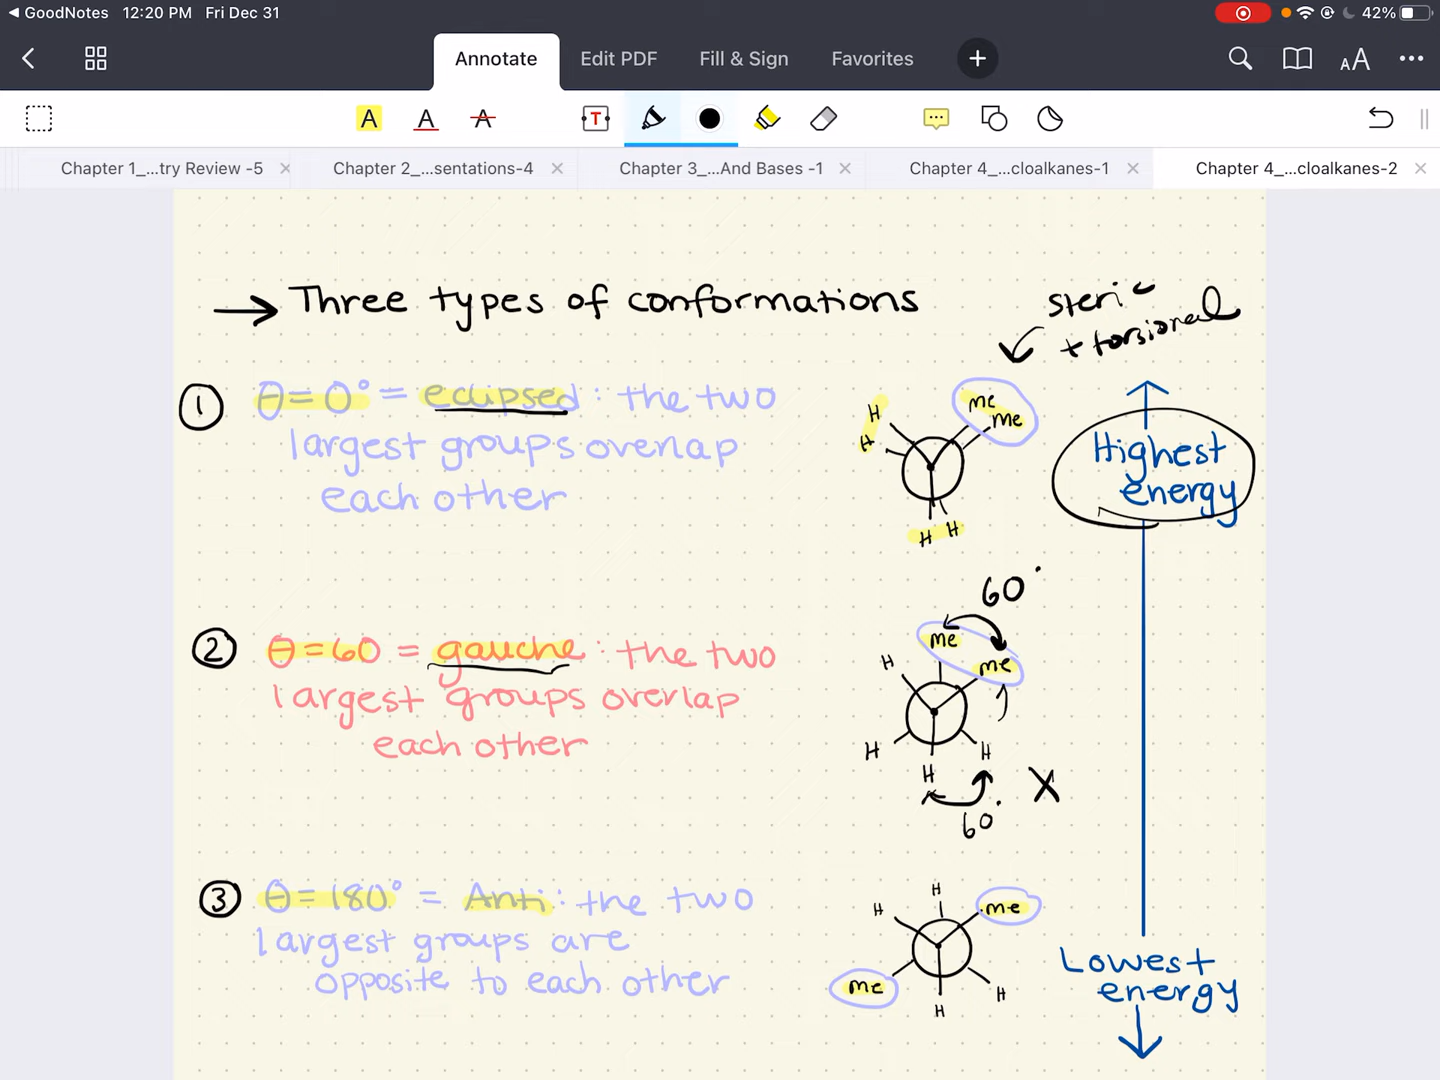 GoodNotes 12:20 PM Fri Dec 31
42%
Annotate Edit PDF Fill & Sign Favorites
A A A T
Chapter 1_...try Review -5 Chapter 2_...sentations-4 Chapter 3_...And Bases -1 Chapter 4_...cloalkanes-1 Chapter 4_...cloalkanes-2
→ Three types of conformations
steric
+ torsional
① θ=0° = eclipsed: the two
largest groups overlap
each other
H H me me
H H
Highest
energy
② θ=60 = gauche: the two
largest groups overlap
each other
60°
me
H me
H H
H
60° X
③ θ=180° = Anti: the two
largest groups are
opposite to each other
H
H me
me H
H
Lowest
energy